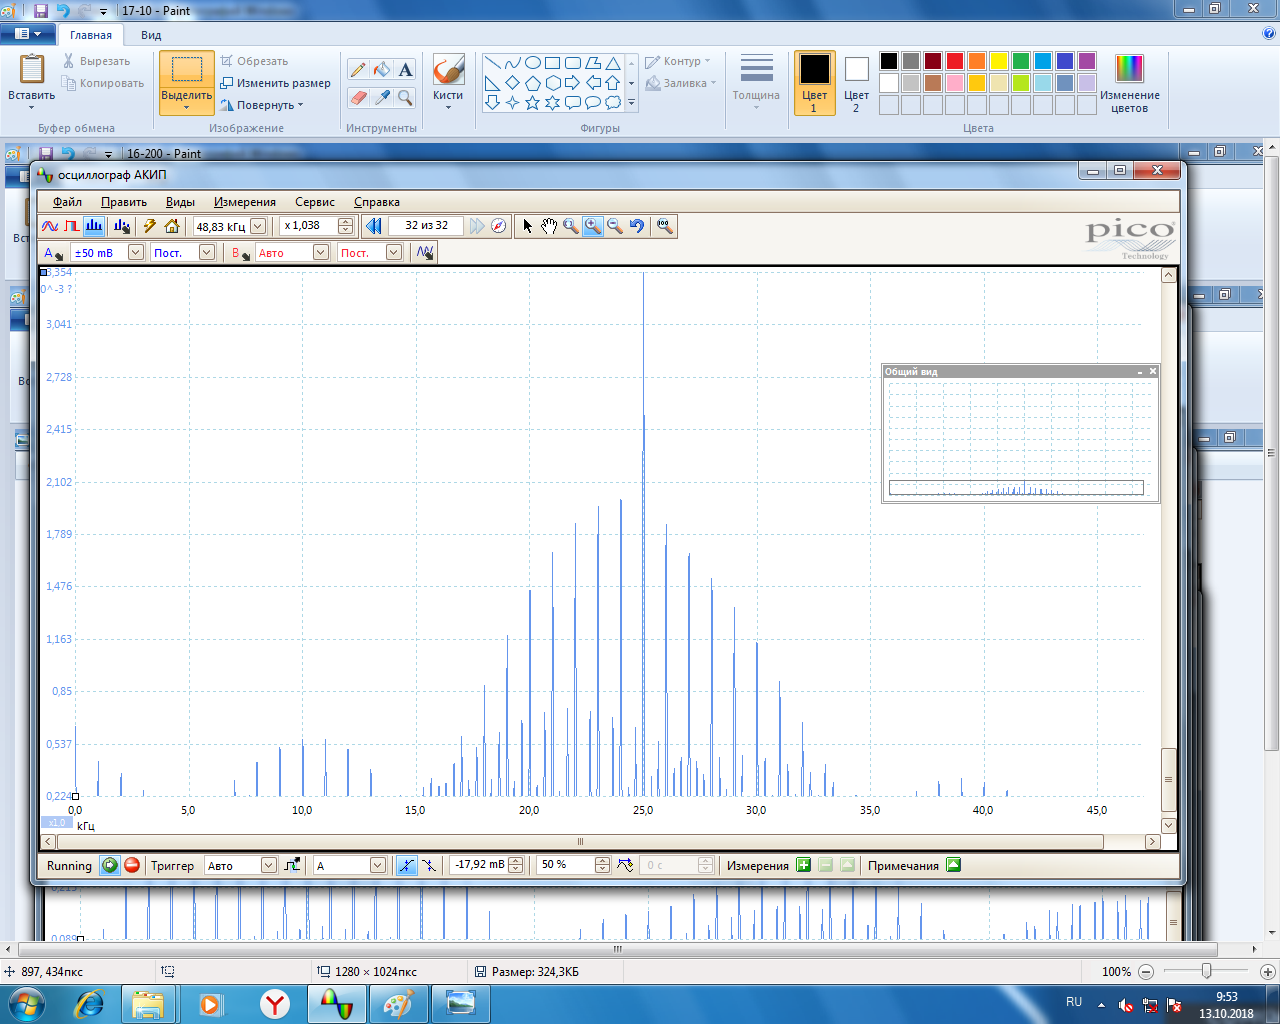 17-10 - Paint
Главная Вид
Вставить
Вырезать
Копировать
Буфер обмена
Выделить
Обрезать
Изменить размер
Повернуть
Изображение
Инструменты
Кисти
Контур
Заливка
Фигуры
Толщина
Цвет 1
Цвет 2
Изменение цветов
Цвета
16-200 - Paint
осциллограф АКИП
Файл Править Виды Измерения Сервис Справка
48,83 кГц x 1,038 32 из 32
pico
Technology
A ±50 mB Пост. B Авто Пост.
3,354
0^-3 ?
3,041
2,728
2,415
2,102
1,789
1,476
1,163
0,85
0,537
0,224
Общий вид
0,0 5,0 10,0 15,0 20,0 25,0 30,0 35,0 40,0 45,0
x1,0
кГц
Running Триггер Авто A -17,92 mB 50 % 0 с Измерения Примечания
0,089
897, 434пкс 1280 × 1024пкс Размер: 324,3КБ 100%
RU 9:53
13.10.2018